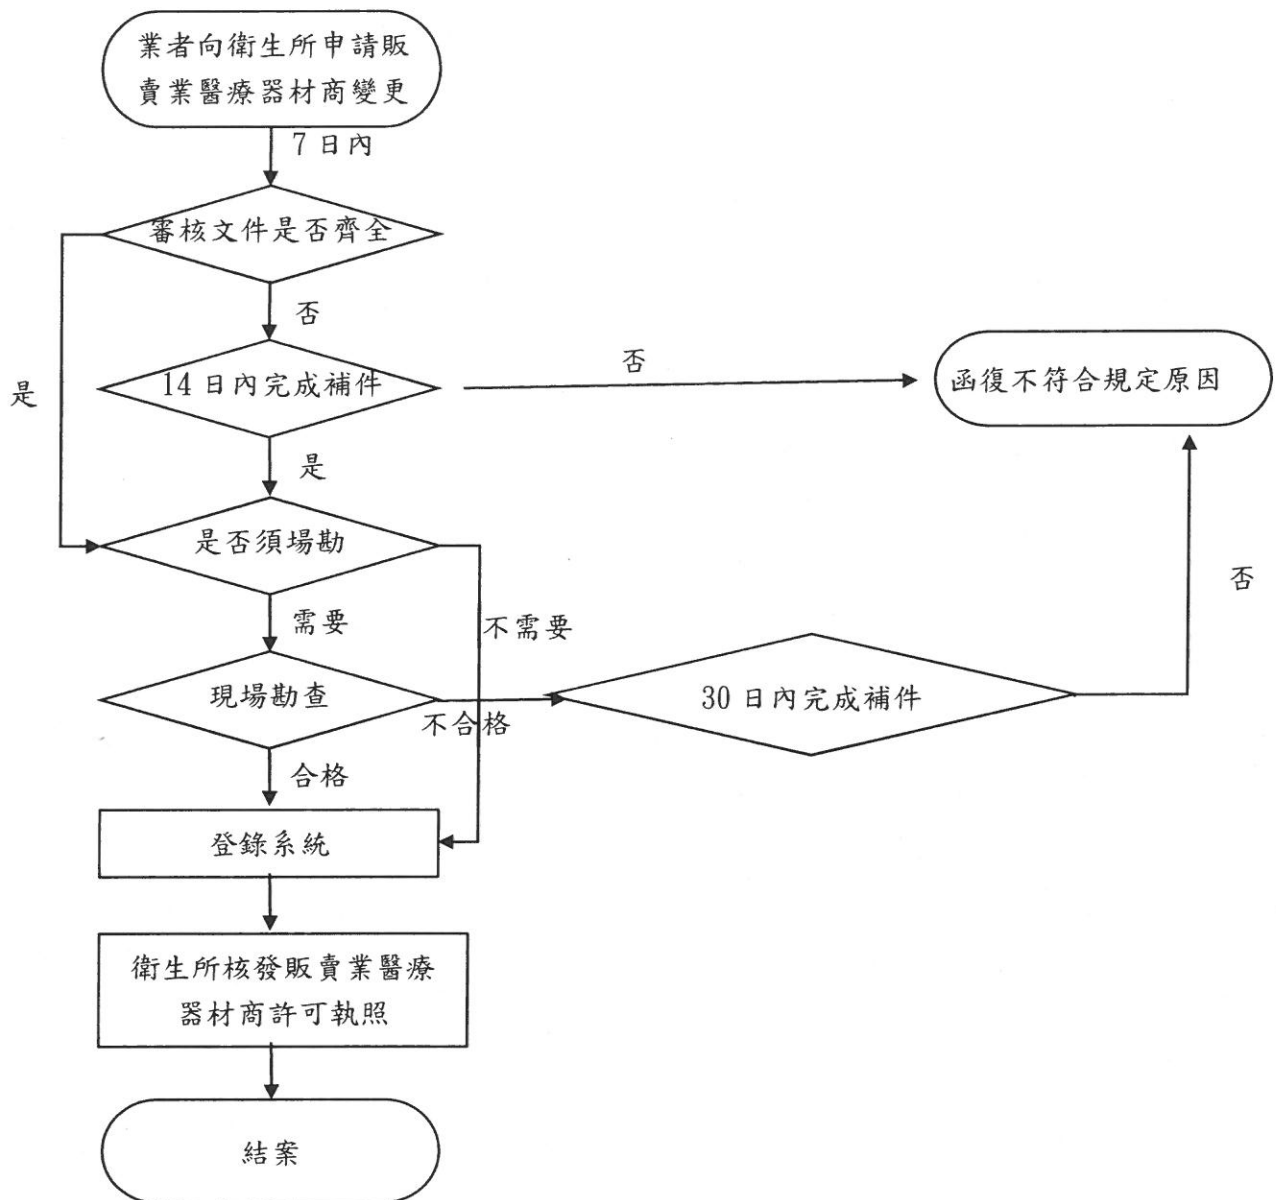 業者向衛生所申請販
賣業醫療器材商變更
7 日內
審核文件是否齊全
否
14 日內完成補件
否
函復不符合規定原因
是
是
是否須場勘
需要
不需要
否
現場勘查
不合格
30 日內完成補件
合格
登錄系統
衛生所核發販賣業醫療
器材商許可執照
結案